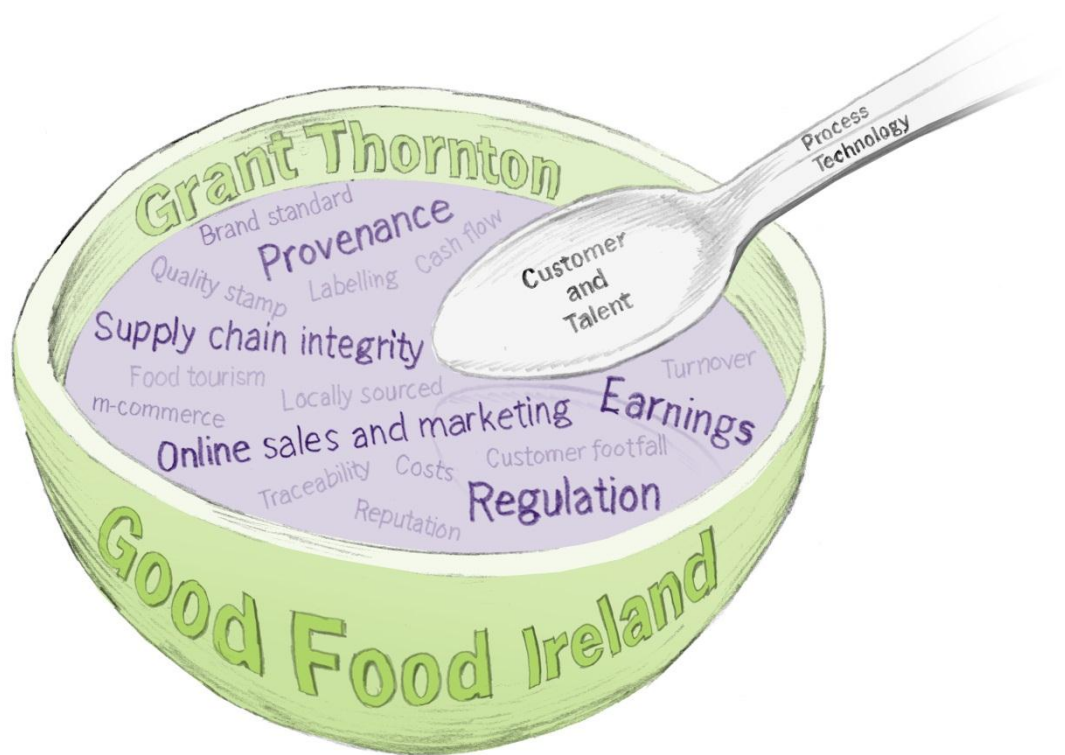 Grant Thornton
Brand standard
Provenance
Cash flow
Quality stamp
Labelling
Supply chain integrity
Food tourism
Locally sourced
m-commerce
Online sales and marketing
Earnings
Turnover
Customer footfall
Traceability
Costs
Reputation
Regulation
Customer
and
Talent
Process
Technology
Good Food Ireland